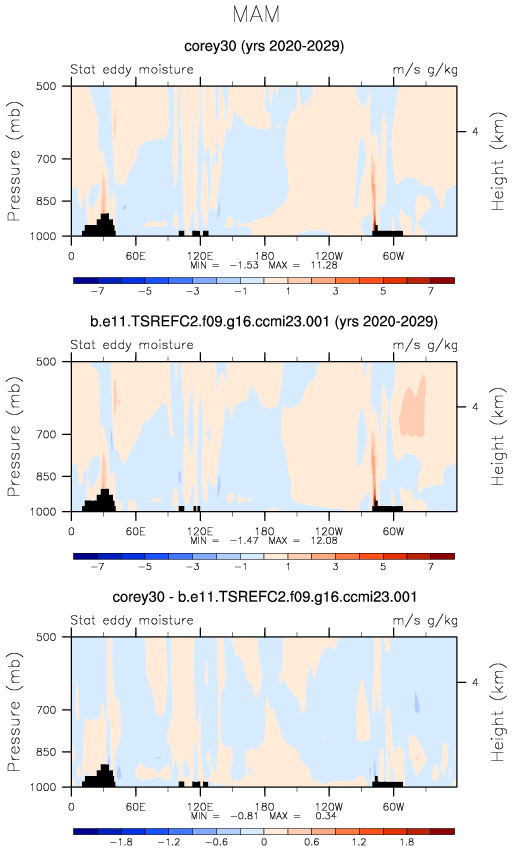 MAM
corey30 (yrs 2020-2029)
Stat eddy moisture m/s g/kg
500
700
850
1000
Pressure (mb)
4
Height (km)
0 60E 120E 180 120W 60W
MIN = -1.53 MAX = 11.28
-7 -5 -3 -1 1 3 5 7
b.e11.TSREFC2.f09.g16.ccmi23.001 (yrs 2020-2029)
Stat eddy moisture m/s g/kg
500
700
850
1000
Pressure (mb)
4
Height (km)
0 60E 120E 180 120W 60W
MIN = -1.47 MAX = 12.08
-7 -5 -3 -1 1 3 5 7
corey30 - b.e11.TSREFC2.f09.g16.ccmi23.001
Stat eddy moisture m/s g/kg
500
700
850
1000
Pressure (mb)
4
Height (km)
0 60E 120E 180 120W 60W
MIN = -0.81 MAX = 0.34
-1.8 -1.2 -0.6 0 0.6 1.2 1.8